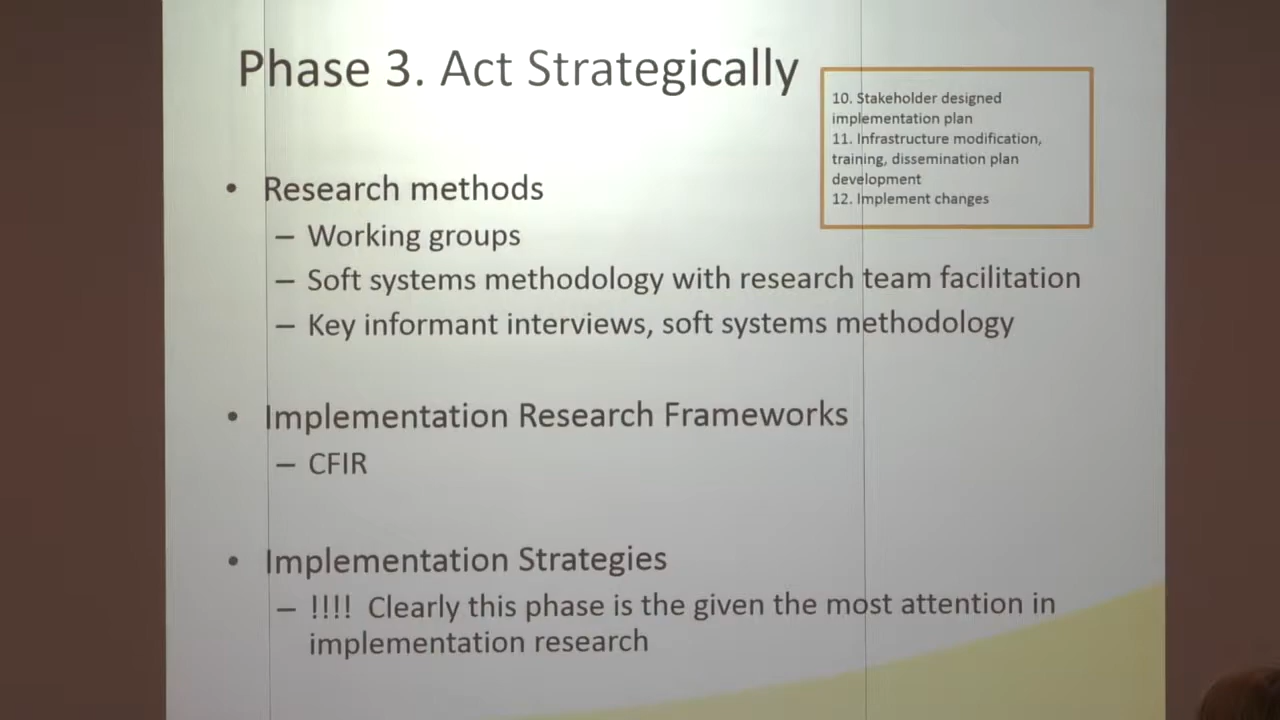 Phase 3. Act Strategically
10. Stakeholder designed
implementation plan
11. Infrastructure modification,
training, dissemination plan
development
12. Implement changes
• Research methods
– Working groups
– Soft systems methodology with research team facilitation
– Key informant interviews, soft systems methodology
• Implementation Research Frameworks
– CFIR
• Implementation Strategies
– !!!! Clearly this phase is the given the most attention in
implementation research